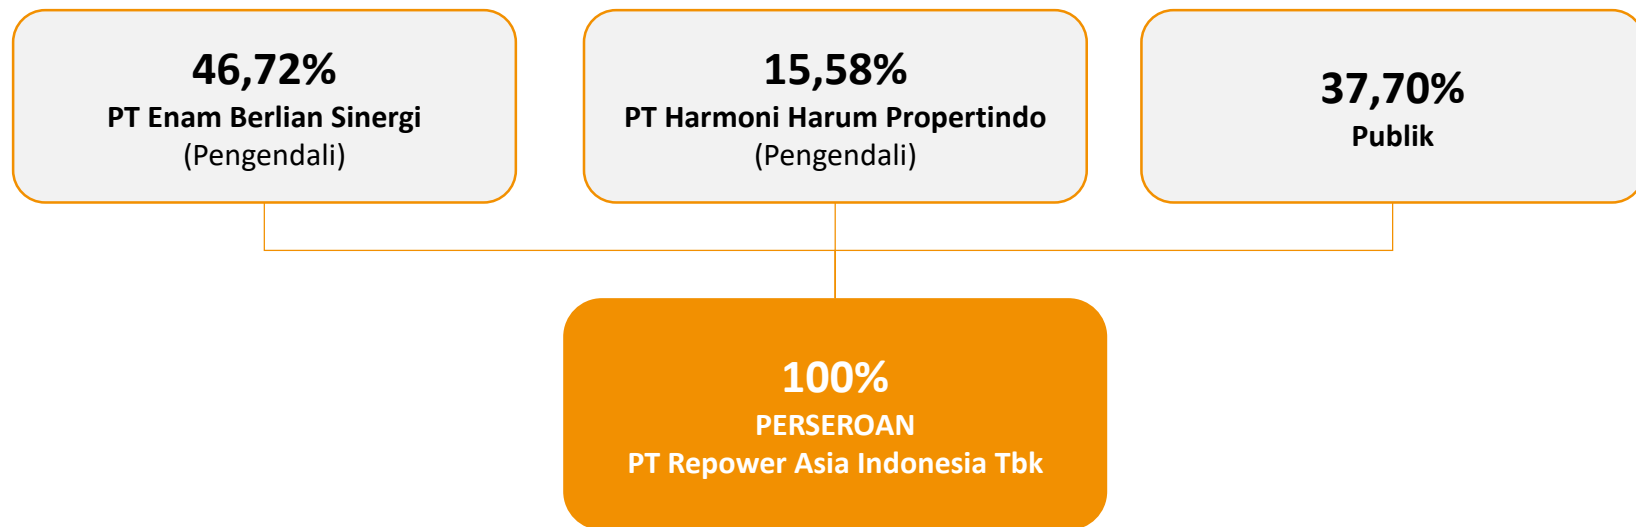 46,72%
PT Enam Berlian Sinergi
(Pengendali)
15,58%
PT Harmoni Harum Propertindo
(Pengendali)
37,70%
Publik
100%
PERSEROAN
PT Repower Asia Indonesia Tbk